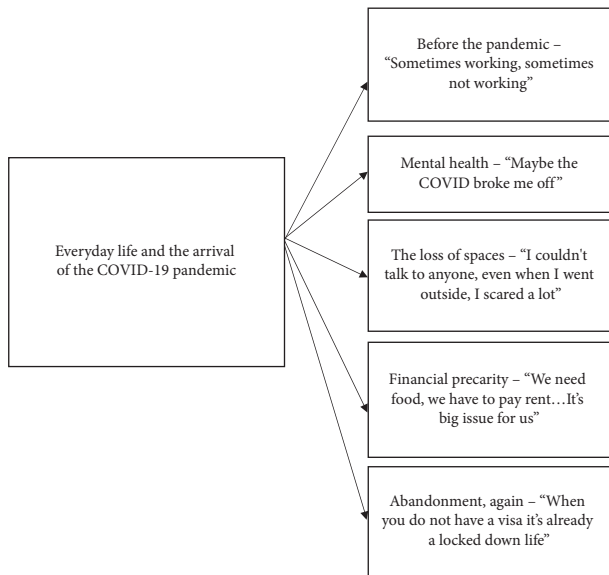 Everyday life and the arrival
of the COVID-19 pandemic
Before the pandemic –
“Sometimes working, sometimes
not working”
Mental health – “Maybe the
COVID broke me off”
The loss of spaces – “I couldn't
talk to anyone, even when I went
outside, I scared a lot”
Financial precarity – “We need
food, we have to pay rent…It’s
big issue for us”
Abandonment, again – “When
you do not have a visa it’s already
a locked down life”